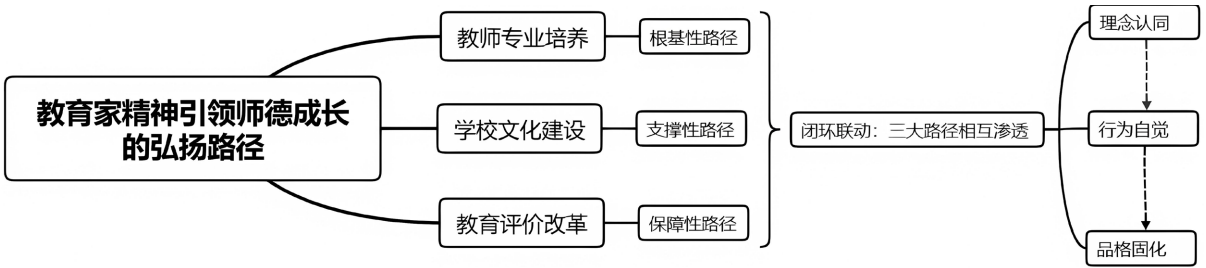 教育家精神引领师德成长
的弘扬路径
教师专业培养
根基性路径
学校文化建设
支撑性路径
教育评价改革
保障性路径
闭环联动：三大路径相互渗透
理念认同
行为自觉
品格固化